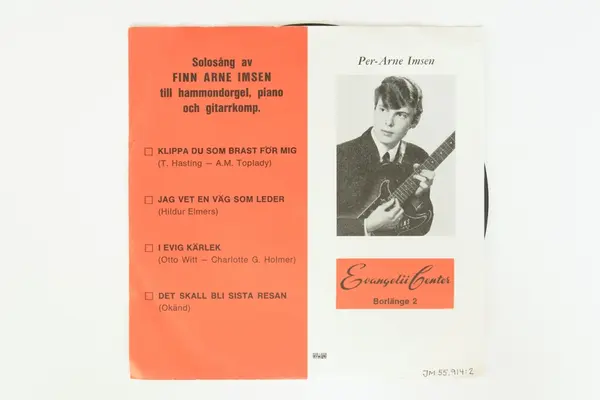 Solosång av
FINN ARNE IMSEN
till hammondorgel, piano
och gitarrkomp.
KLIPPA DU SOM BRAST FÖR MIG
(T. Hasting — A.M. Toplady)
JAG VET EN VÄG SOM LEDER
(Hildur Elmers)
I EVIG KÄRLEK
(Otto Witt — Charlotte G. Holmer)
DET SKALL BLI SISTA RESAN
(Okänd)
Per-Arne Imsen
Evangelii Center
Borlänge 2
JM.55.914:2